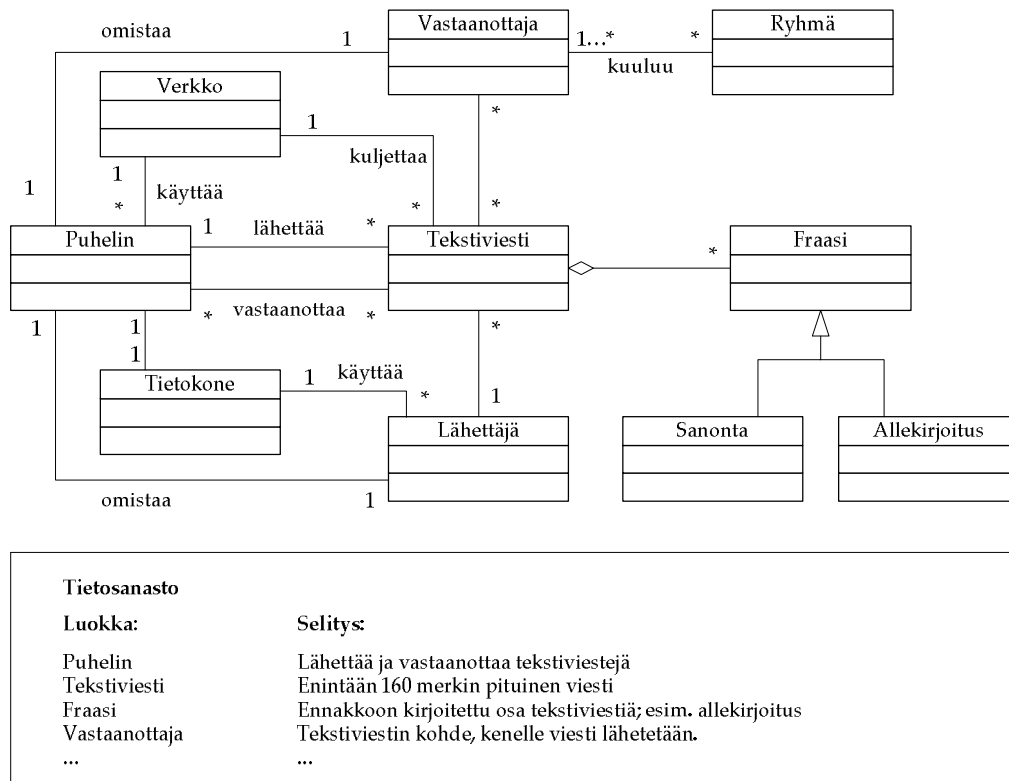 omistaa
1
Vastaanottaja
1...*
*
Ryhmä
kuuluu
Verkko
1
*
kuljettaa
1
1
käyttää
*
*
*
Puhelin
1
lähettää
*
Tekstiviesti
*
Fraasi
vastaanottaa
*
*
1
1
*
1
Tietokone
1
käyttää
*
1
Lähettäjä
Sanonta
Allekirjoitus
omistaa
1
Tietosanasto
Luokka: Selitys:
Puhelin Lähettää ja vastaanottaa tekstiviestejä
Tekstiviesti Enintään 160 merkin pituinen viesti
Fraasi Ennakkoon kirjoitettu osa tekstiviestiä; esim. allekirjoitus
Vastaanottaja Tekstiviestin kohde, kenelle viesti lähetetään.
... ...